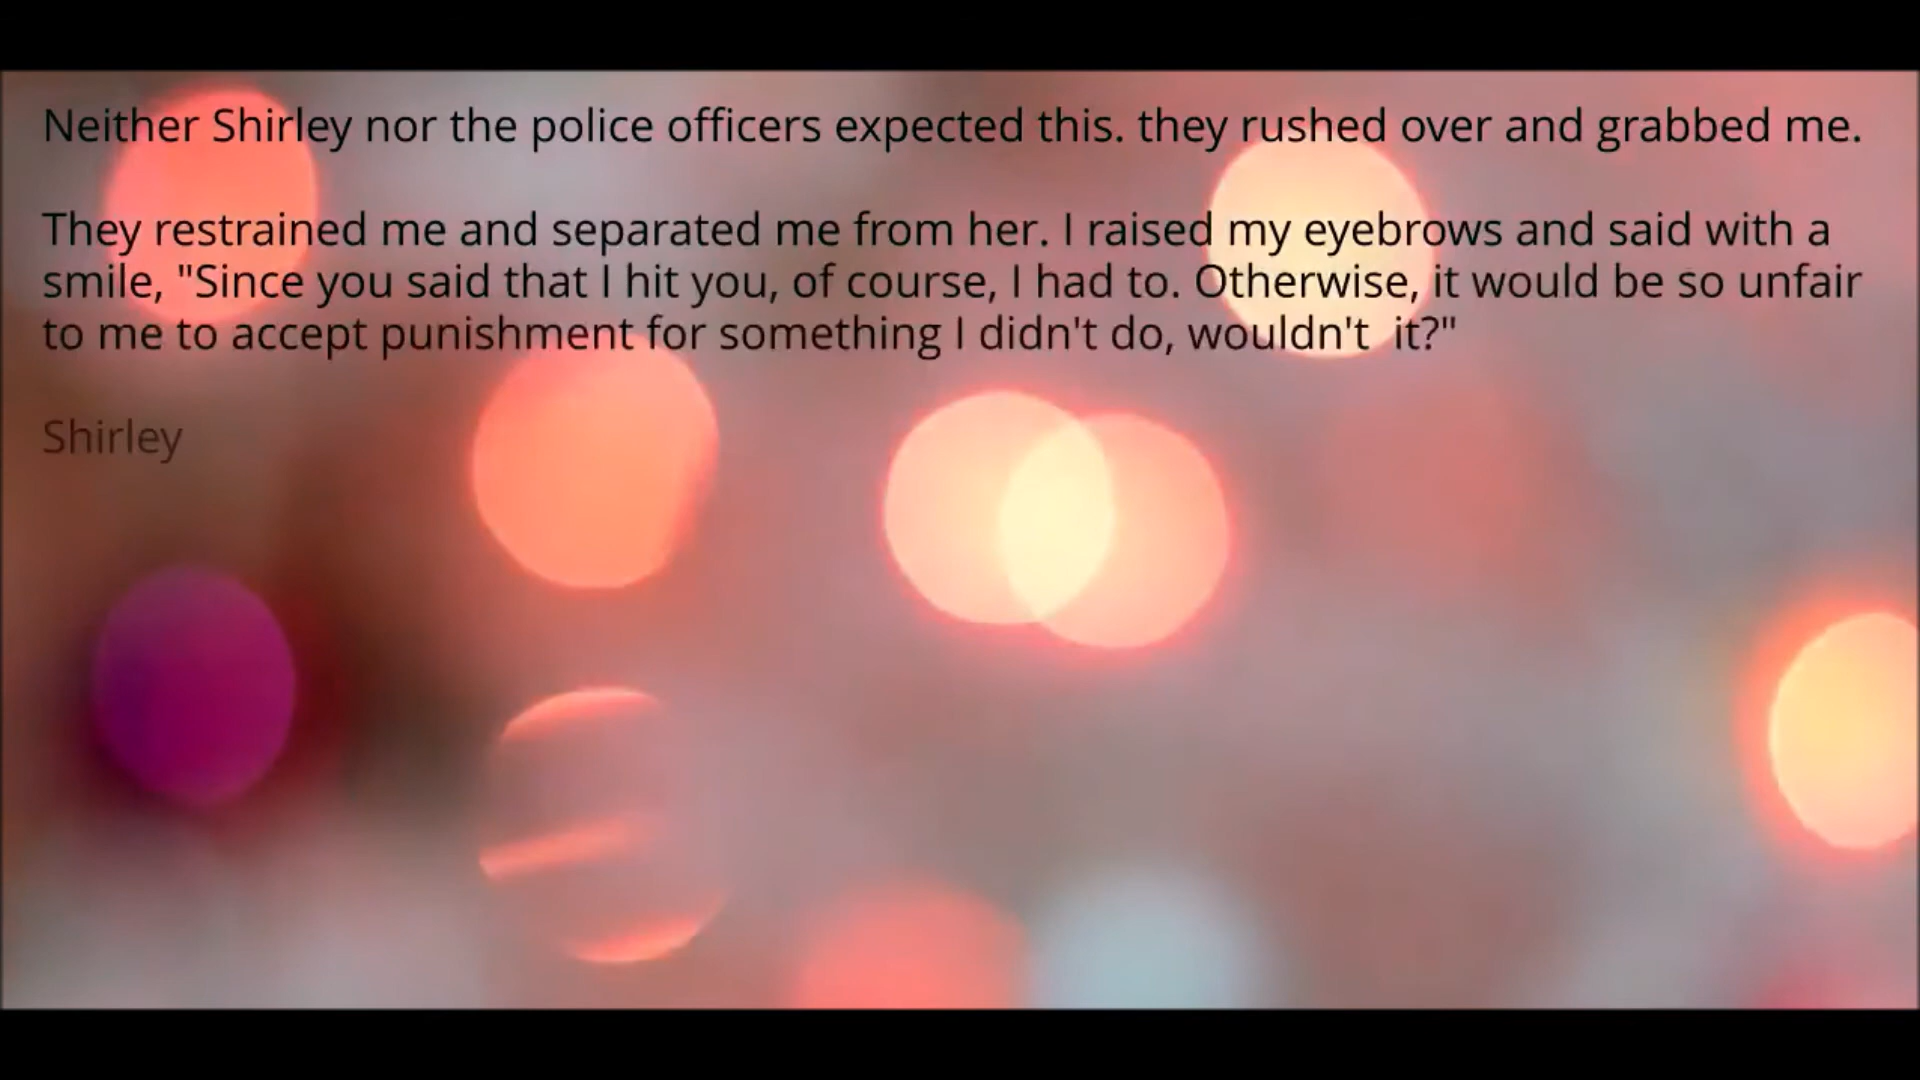 Neither Shirley nor the police officers expected this. they rushed over and grabbed me.
They restrained me and separated me from her. I raised my eyebrows and said with a
smile, "Since you said that I hit you, of course, I had to. Otherwise, it would be so unfair
to me to accept punishment for something I didn't do, wouldn't  it?"
Shirley